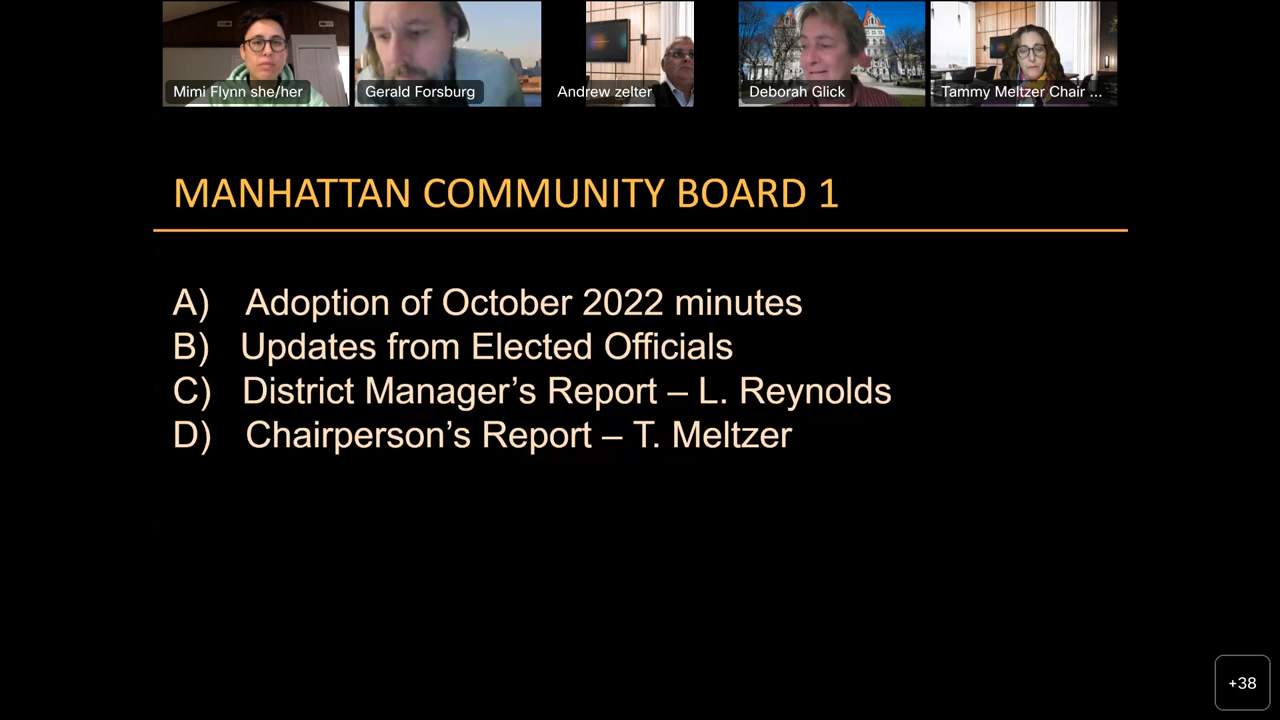 Mimi Flynn she/her
Gerald Forsburg
Andrew zelter
Deborah Glick
Tammy Meltzer Chair ...
MANHATTAN COMMUNITY BOARD 1
A) Adoption of October 2022 minutes
B) Updates from Elected Officials
C) District Manager’s Report – L. Reynolds
D) Chairperson’s Report – T. Meltzer
+38